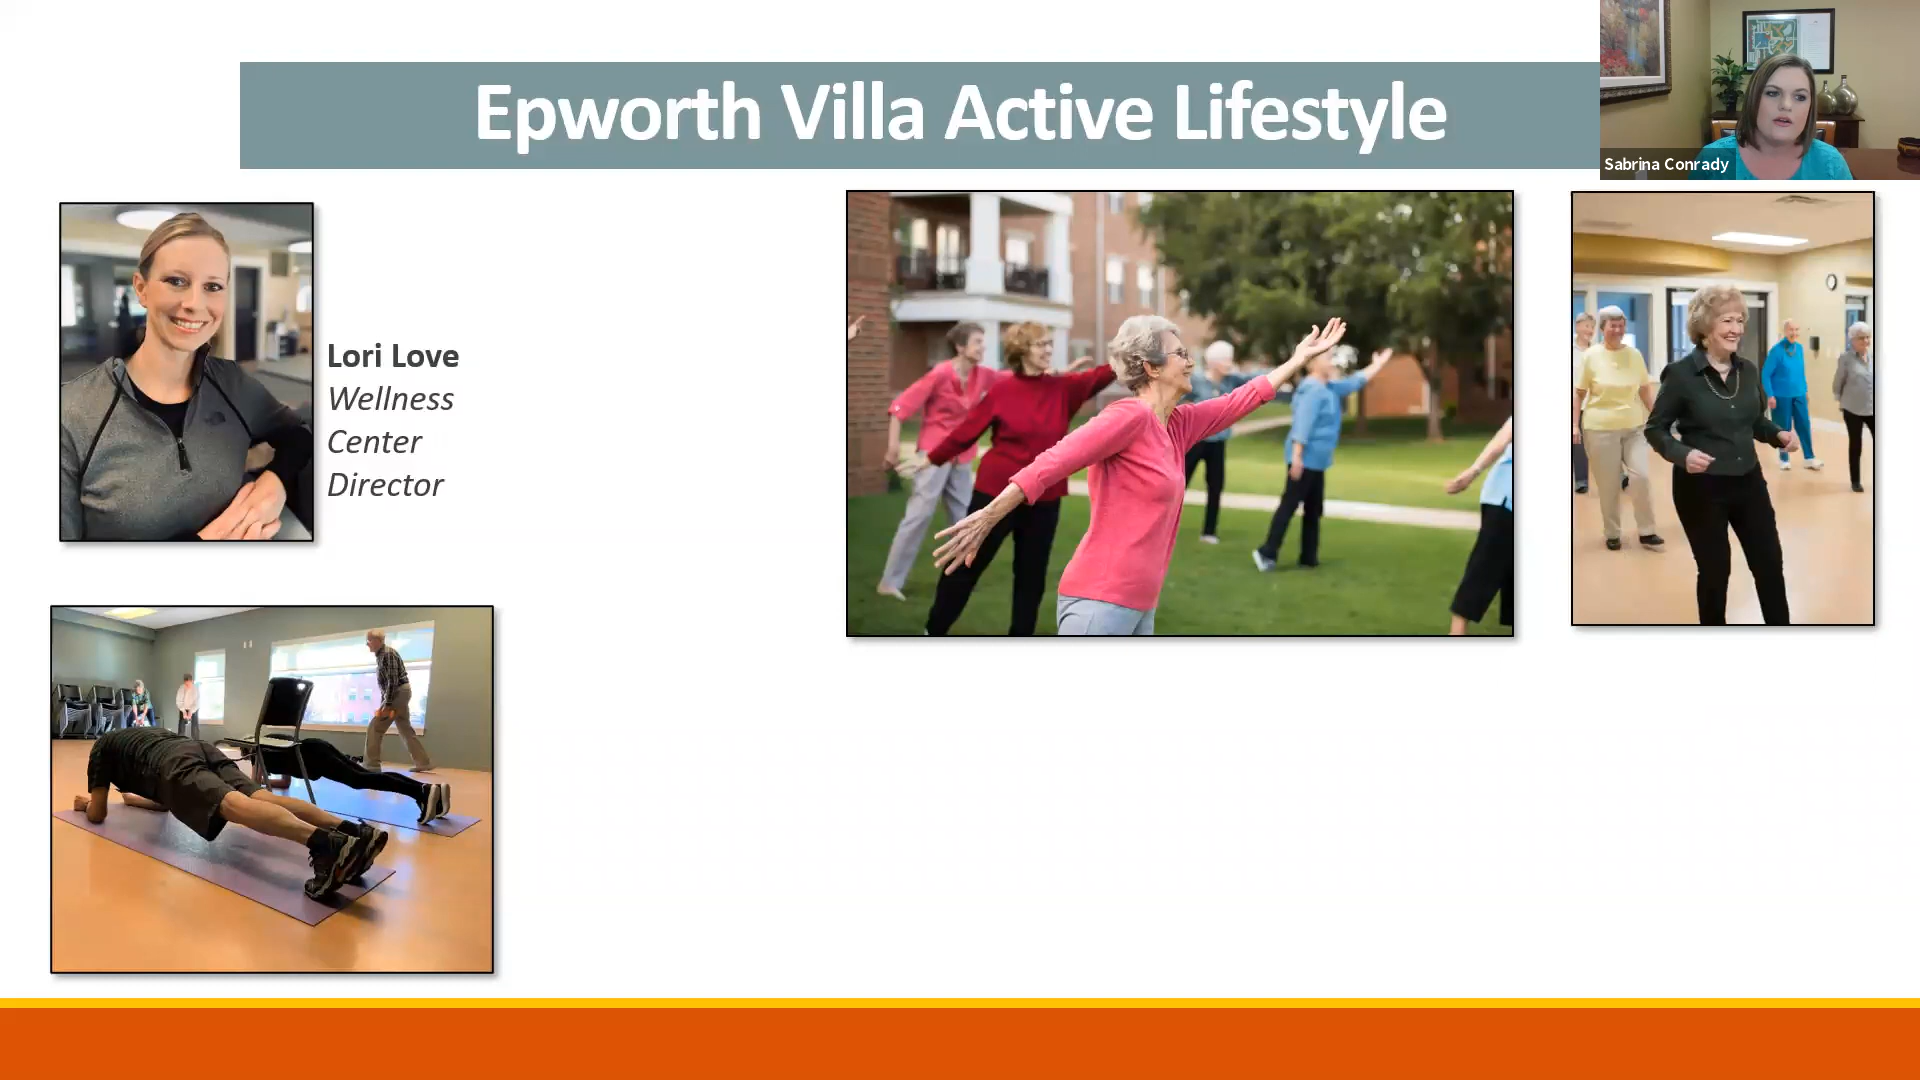 Epworth Villa Active Lifestyle
Sabrina Conrady
Lori Love
Wellness
Center
Director